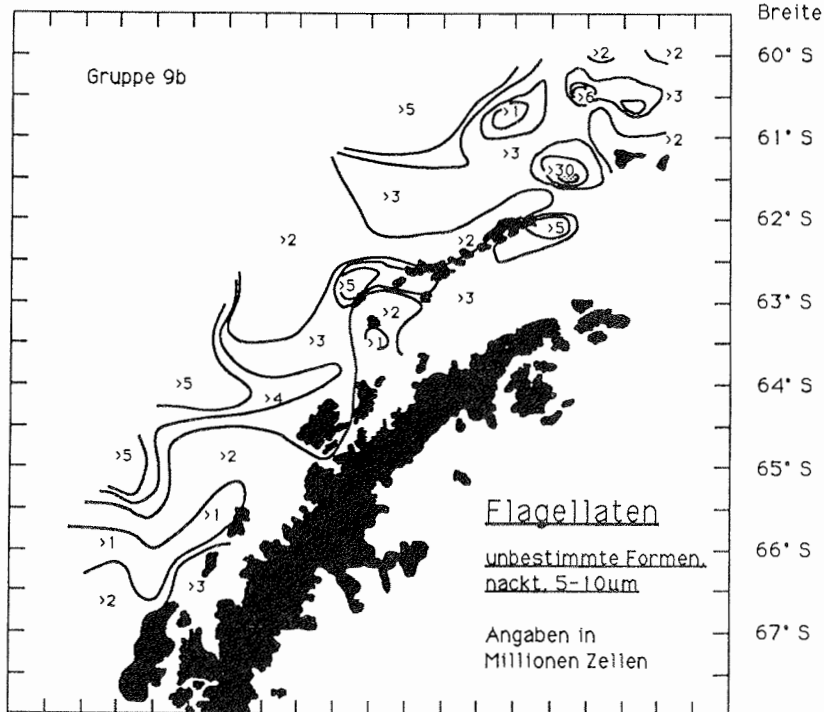 Breite
60° S
61° S
62° S
63° S
64° S
65° S
66° S
67° S
Gruppe 9b
>2 >2
>5
>1
>6
>3
>3
>2
>30
>3
>2
>2
>5
>5
>2
>3
>3
>1
>5
>4
>5
>2
>1
>1
>3
>2
Flagellaten
unbestimmte Formen,
nackt, 5-10µm
Angaben in
Millionen Zellen